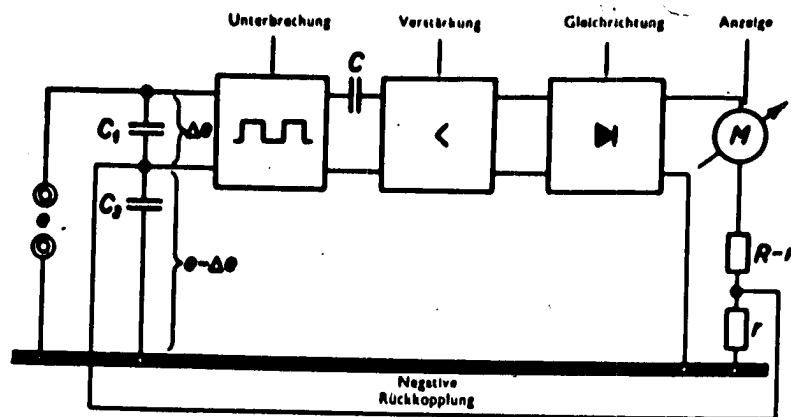 Unterbrechung
Verstärkung
Gleichrichtung
Anzeige
C
C₁
Δe
<
M
e
C₂
e-Δe
R-r
r
Negative
Rückkopplung